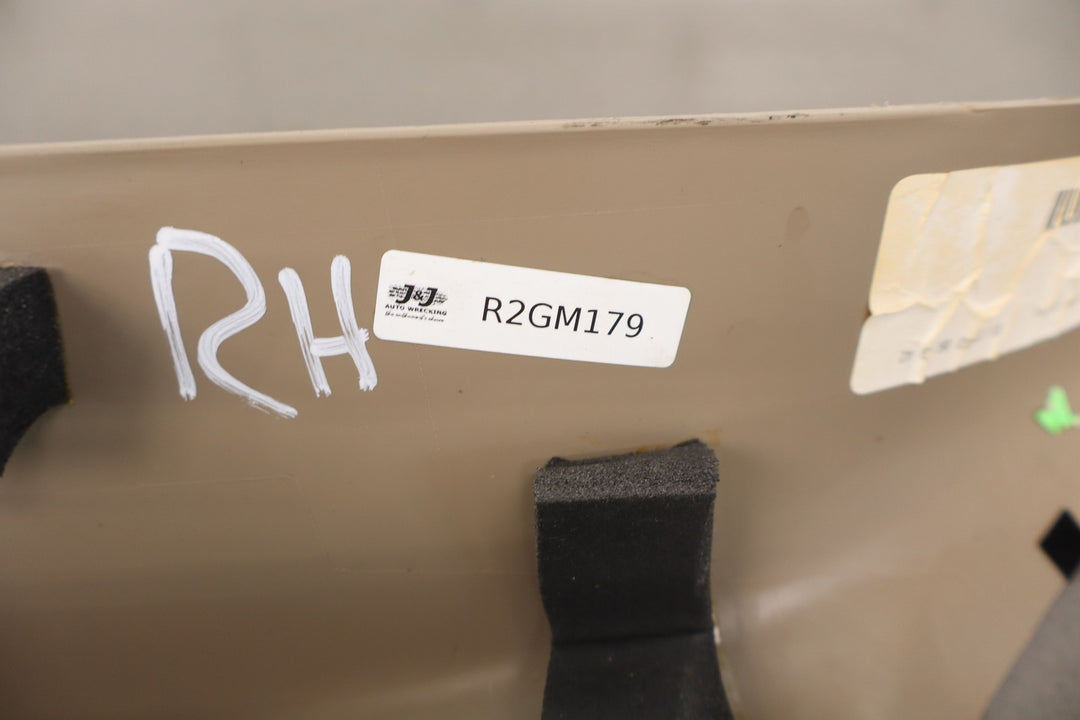 RH
J&J
AUTO WRECKING
R2GM179